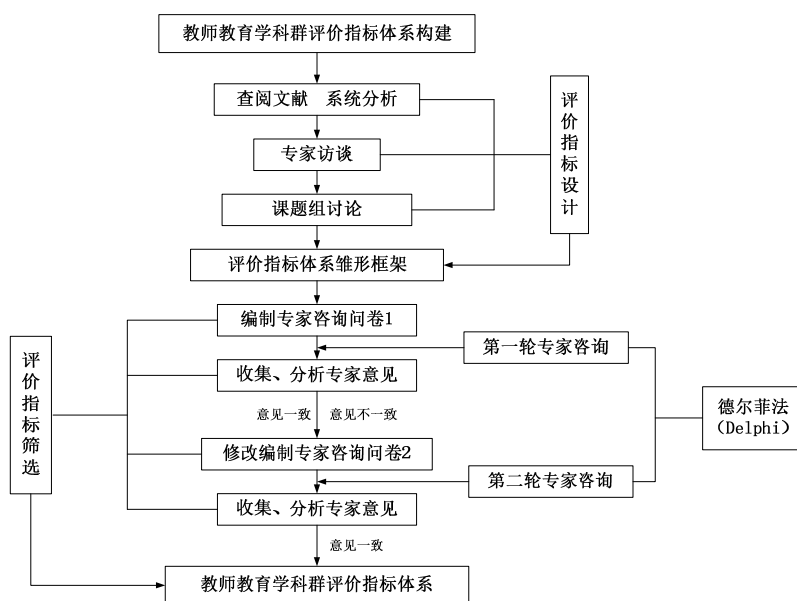 教师教育学科群评价指标体系构建
查阅文献 系统分析
专家访谈
课题组讨论
评价指标设计
评价指标体系雏形框架
编制专家咨询问卷1
第一轮专家咨询
收集、分析专家意见
意见一致 意见不一致
修改编制专家咨询问卷2
第二轮专家咨询
收集、分析专家意见
意见一致
教师教育学科群评价指标体系
评价指标筛选
德尔菲法
（Delphi）